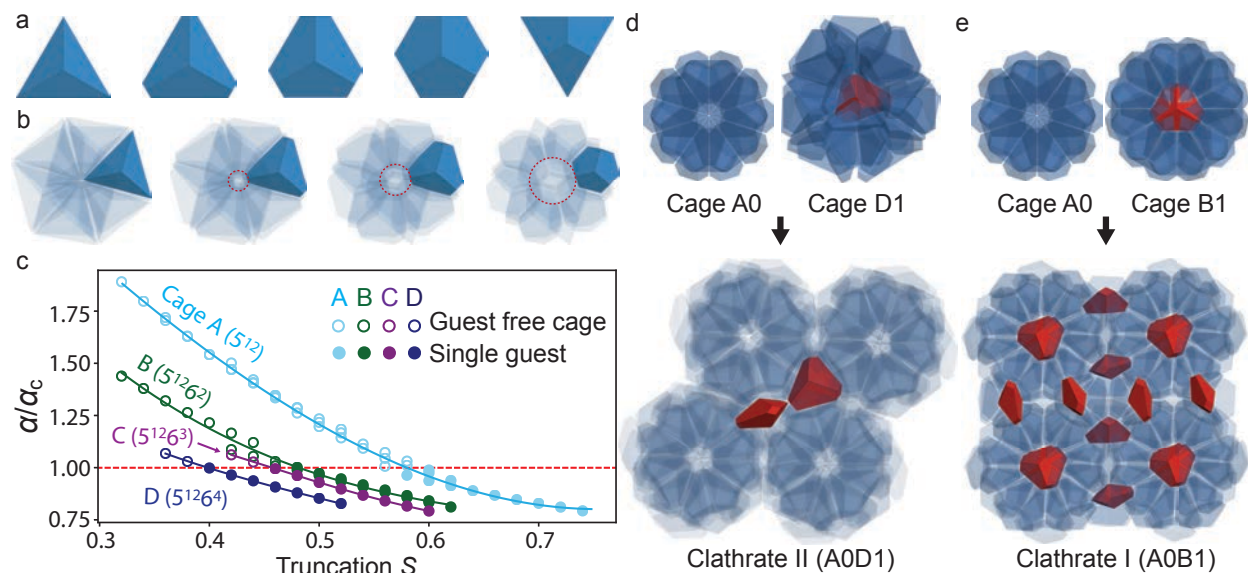 a
b
c
α/αc
1.75
1.50
1.25
1.00
0.75
0.3
0.4
0.5
0.6
0.7
Truncation S
Cage A (5¹²)
B (5¹²6²)
C (5¹²6³)
D (5¹²6⁴)
A B C D
Guest free cage
Single guest
d
Cage A0
Cage D1
Clathrate II (A0D1)
e
Cage A0
Cage B1
Clathrate I (A0B1)